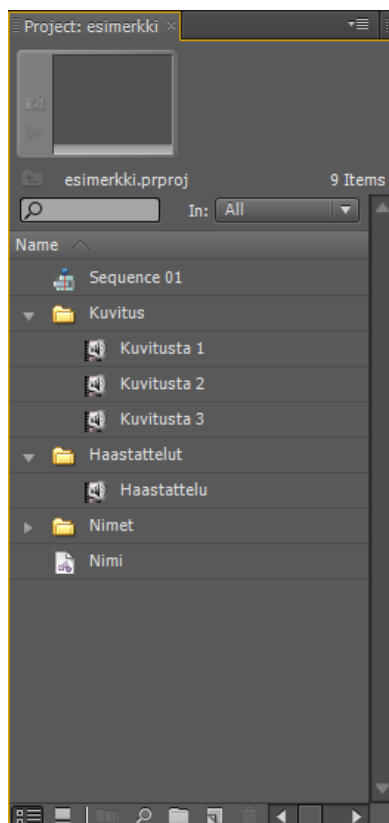 Project: esimerkki ×
esimerkki.prproj 9 Items
In: All
Name
Sequence 01
Kuvitus
Kuvitusta 1
Kuvitusta 2
Kuvitusta 3
Haastattelut
Haastattelu
Nimet
Nimi